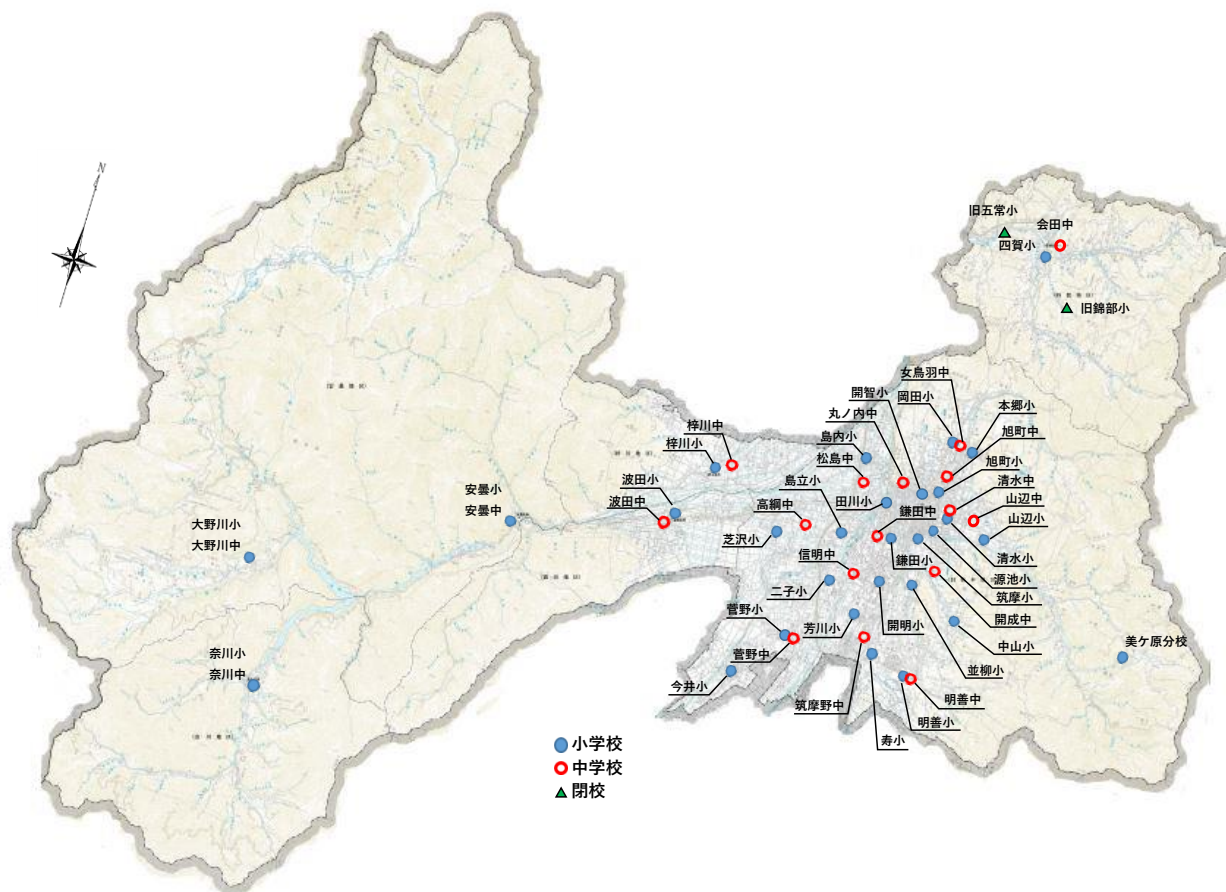 N
旧五常小
会田中
四賀小
旧錦部小
女鳥羽中
開智小
岡田小
丸ノ内中
本郷小
梓川中
島内小
旭町中
梓川小
松島中
旭町小
波田小
島立小
清水中
安曇小
波田中
高綱中
田川小
鎌田中
山辺中
安曇中
大野川小
芝沢小
山辺小
大野川中
信明中
鎌田小
清水小
二子小
源池小
菅野小
芳川小
開明小
筑摩小
開成中
奈川小
菅野中
中山小
美ケ原分校
奈川中
今井小
並柳小
筑摩野中
明善中
明善小
寿小
小学校
中学校
閉校